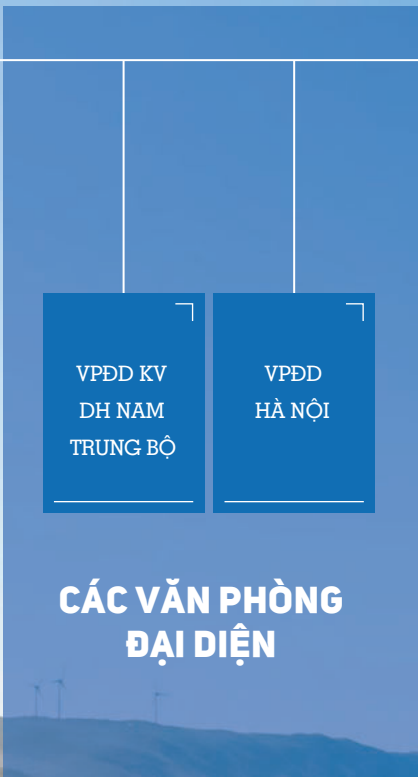 VPĐD KV
DH NAM
TRUNG BỘ
VPĐD
HÀ NỘI
CÁC VĂN PHÒNG
ĐẠI DIỆN